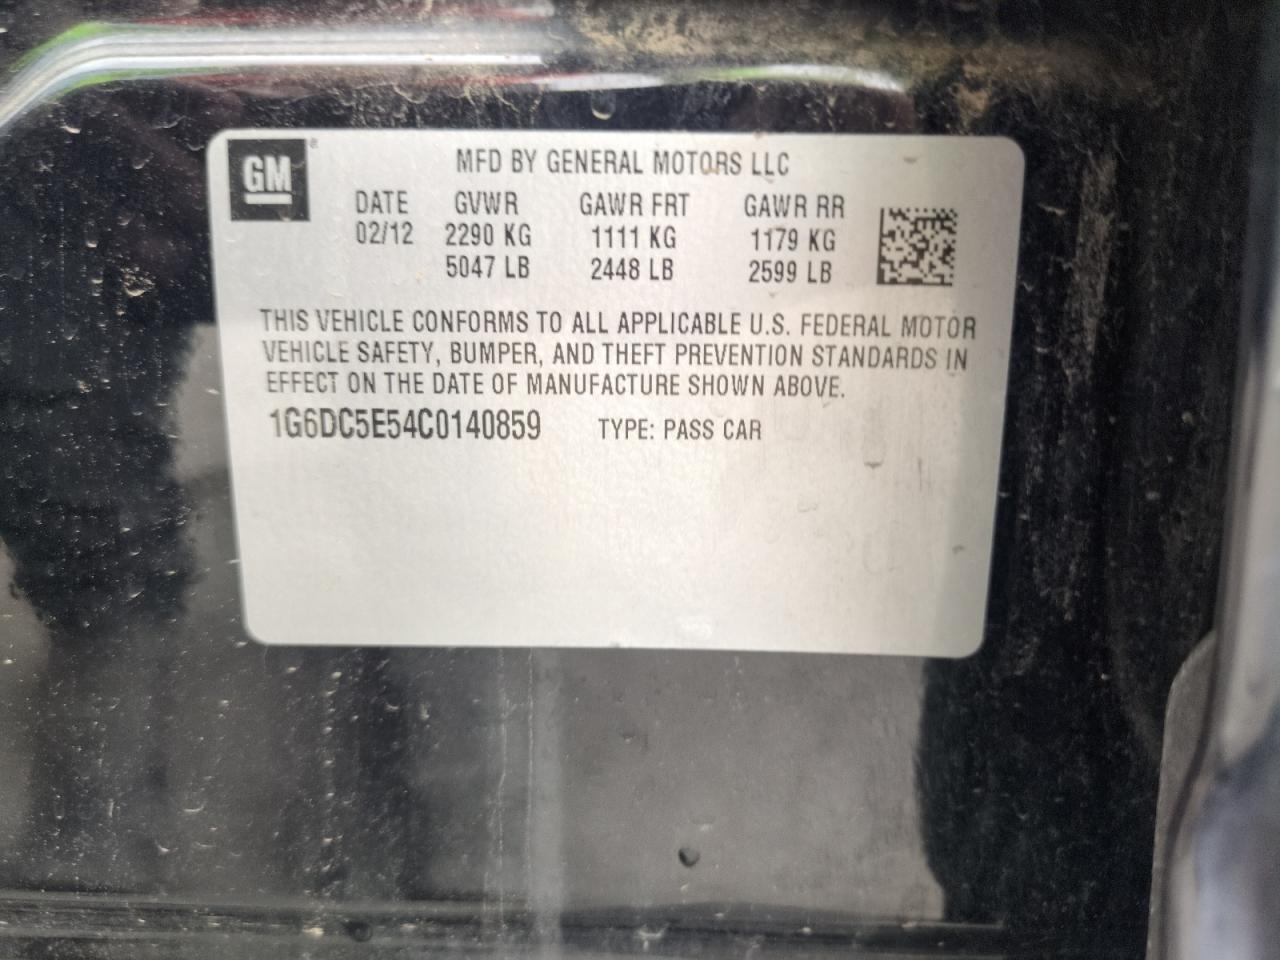 GM
MFD BY GENERAL MOTORS LLC
DATE GVWR GAWR FRT GAWR RR
02/12 2290 KG 1111 KG 1179 KG
5047 LB 2448 LB 2599 LB
THIS VEHICLE CONFORMS TO ALL APPLICABLE U.S. FEDERAL MOTOR
VEHICLE SAFETY, BUMPER, AND THEFT PREVENTION STANDARDS IN
EFFECT ON THE DATE OF MANUFACTURE SHOWN ABOVE.
1G6DC5E54C0140859 TYPE: PASS CAR